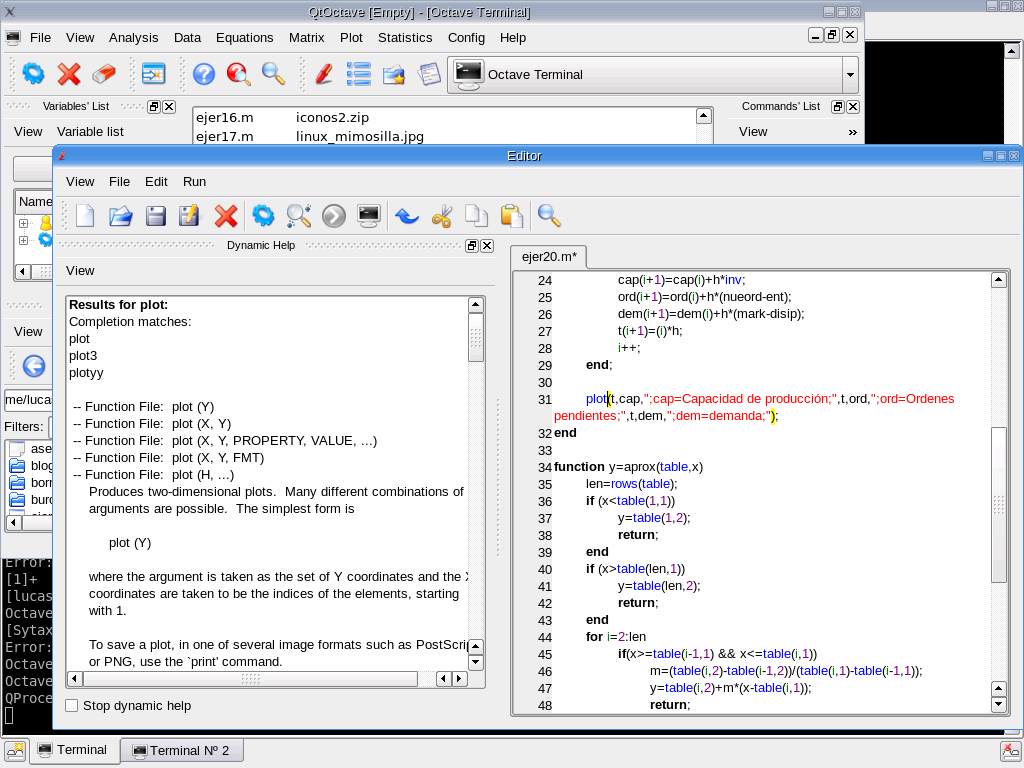 QtOctave [Empty] - [Octave Terminal]
File View Analysis Data Equations Matrix Plot Statistics Config Help
Octave Terminal
Variables' List
View Variable list
ejer16.m iconos2.zip
ejer17.m linux_mimosilla.jpg
Commands' List
View »
Name
View
me/luca
Filters:
ase
blog
borr
burc
Error:
[1]+
[lucas
Octave
[Sytax
Error:
Octave
Octave
QProce
Editor
View File Edit Run
Dynamic Help
View
Results for plot:
Completion matches:
plot
plot3
plotyy
-- Function File: plot (Y)
-- Function File: plot (X, Y)
-- Function File: plot (X, Y, PROPERTY, VALUE, ...)
-- Function File: plot (X, Y, FMT)
-- Function File: plot (H, ...)
Produces two-dimensional plots. Many different combinations of
arguments are possible. The simplest form is
plot (Y)
where the argument is taken as the set of Y coordinates and the X
coordinates are taken to be the indices of the elements, starting
with 1.
To save a plot, in one of several image formats such as PostScrip
or PNG, use the `print' command.
Stop dynamic help
ejer20.m*
24 cap(i+1)=cap(i)+h*inv;
25 ord(i+1)=ord(i)+h*(nueord-ent);
26 dem(i+1)=dem(i)+h*(mark-disip);
27 t(i+1)=(i)*h;
28 i++;
29 end;
30
31 plot(t,cap,";cap=Capacidad de producción;",t,ord,";ord=Ordenes
pendientes;",t,dem,";dem=demanda;");
32 end
33
34 function y=aprox(table,x)
35 len=rows(table);
36 if (x<table(1,1))
37 y=table(1,2);
38 return;
39 end
40 if (x>table(len,1))
41 y=table(len,2);
42 return;
43 end
44 for i=2:len
45 if(x>=table(i-1,1) && x<=table(i,1))
46 m=(table(i,2)-table(i-1,2))/(table(i,1)-table(i-1,1));
47 y=table(i,2)+m*(x-table(i,1));
48 return;
Terminal
Terminal Nº 2